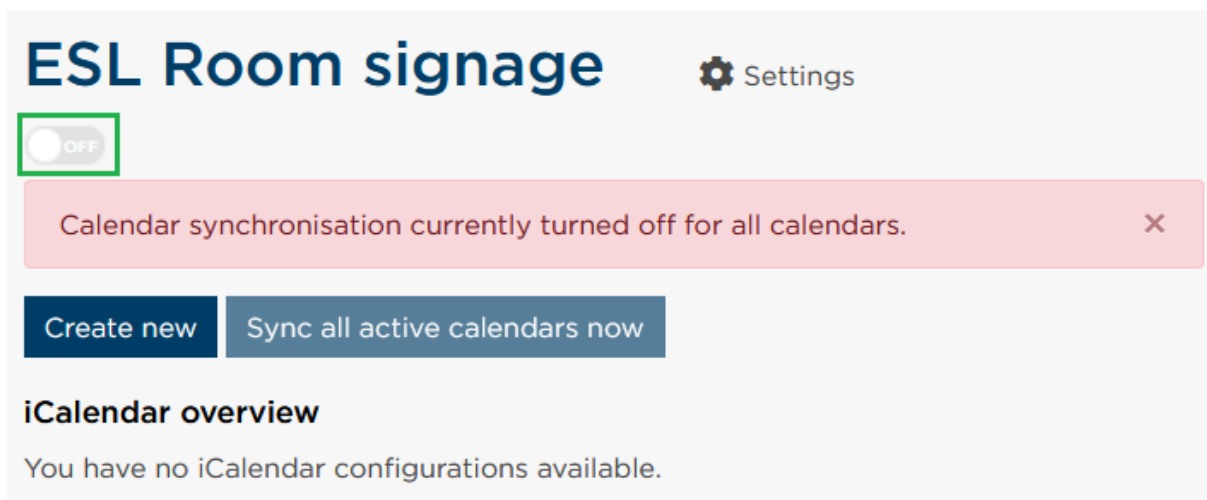 ESL Room signage
Settings
OFF
Calendar synchronisation currently turned off for all calendars.
Create new
Sync all active calendars now
iCalendar overview
You have no iCalendar configurations available.